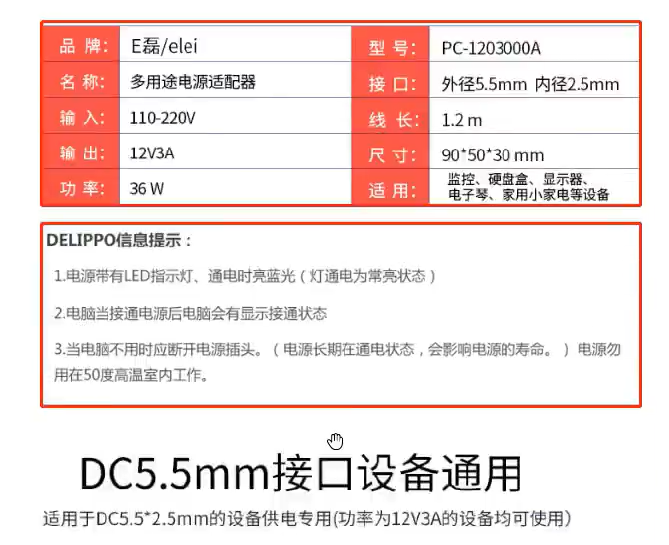 品 牌： E磊/elei 型 号： PC-1203000A
名 称： 多用途电源适配器 接 口： 外径5.5mm 内径2.5mm
输 入： 110-220V 线 长： 1.2 m
输 出： 12V3A 尺 寸： 90*50*30 mm
功 率： 36 W 适 用： 监控、硬盘盒、显示器、
电子琴、家用小家电等设备
DELIPPO信息提示：
1.电源带有LED指示灯、通电时亮蓝光（灯通电为常亮状态）
2.电脑当接通电源后电脑会有显示接通状态
3.当电脑不用时应断开电源插头。（电源长期在通电状态，会影响电源的寿命。） 电源勿
用在50度高温室内工作。
DC5.5mm接口设备通用
适用于DC5.5*2.5mm的设备供电专用(功率为12V3A的设备均可使用）